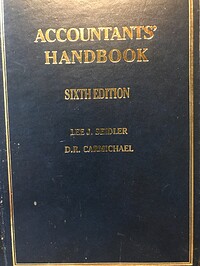 ACCOUNTANTS'
HANDBOOK
SIXTH EDITION
LEE J. SEIDLER
D.R. CARMICHAEL